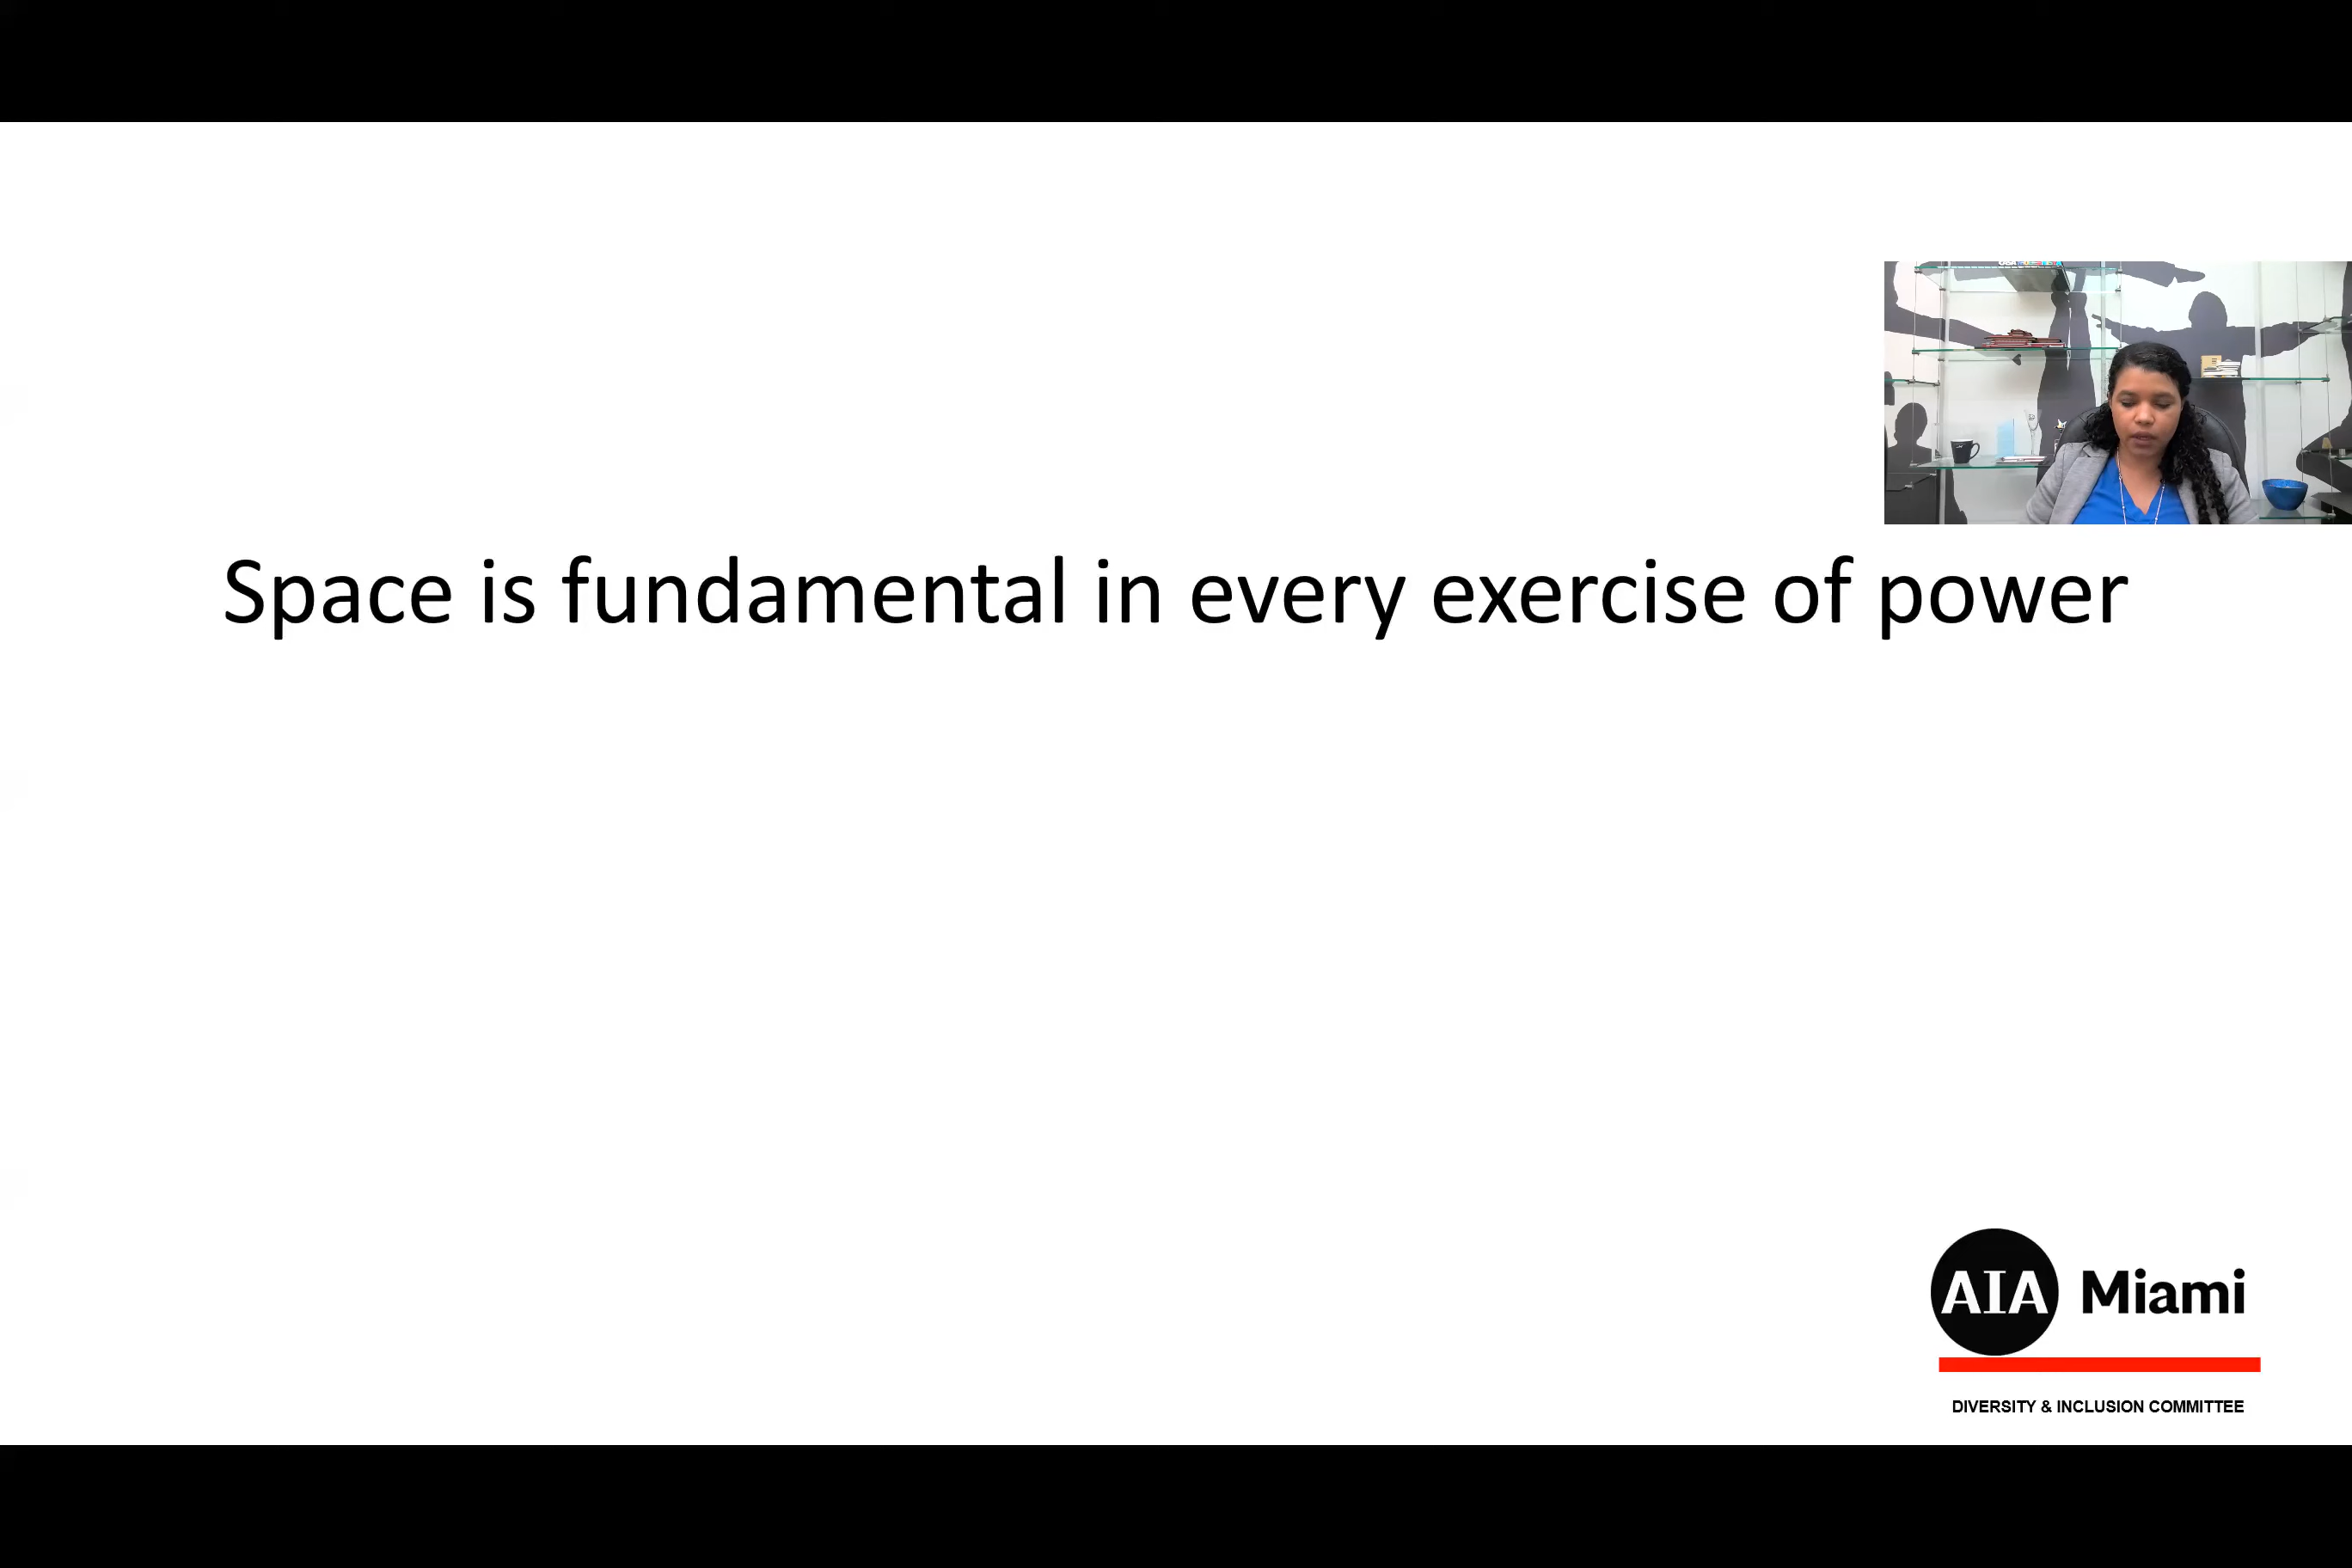 Space is fundamental in every exercise of power
AIA Miami
DIVERSITY & INCLUSION COMMITTEE